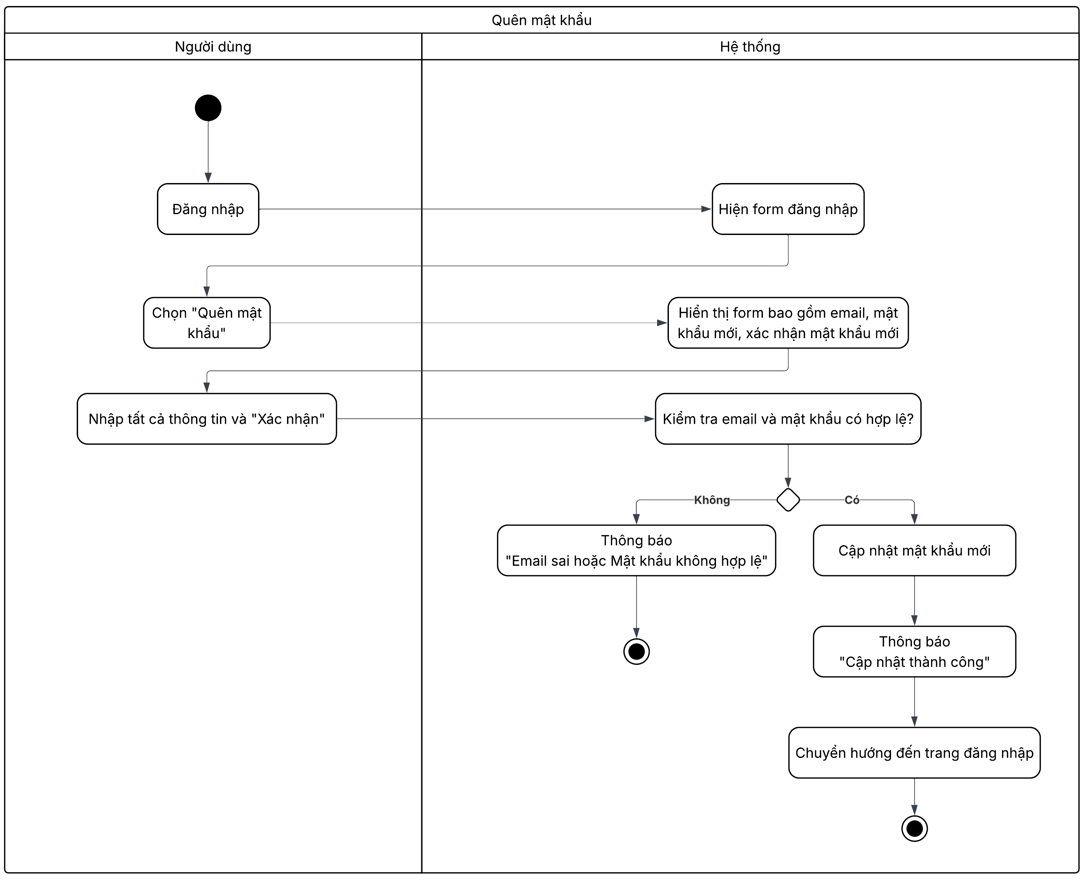 Quên mật khẩu
Người dùng
Hệ thống
Đăng nhập
Hiện form đăng nhập
Chọn "Quên mật
khẩu"
Hiển thị form bao gồm email, mật
khẩu mới, xác nhận mật khẩu mới
Nhập tất cả thông tin và "Xác nhận"
Kiểm tra email và mật khẩu có hợp lệ?
Không
Có
Thông báo
"Email sai hoặc Mật khẩu không hợp lệ"
Cập nhật mật khẩu mới
Thông báo
"Cập nhật thành công"
Chuyển hướng đến trang đăng nhập